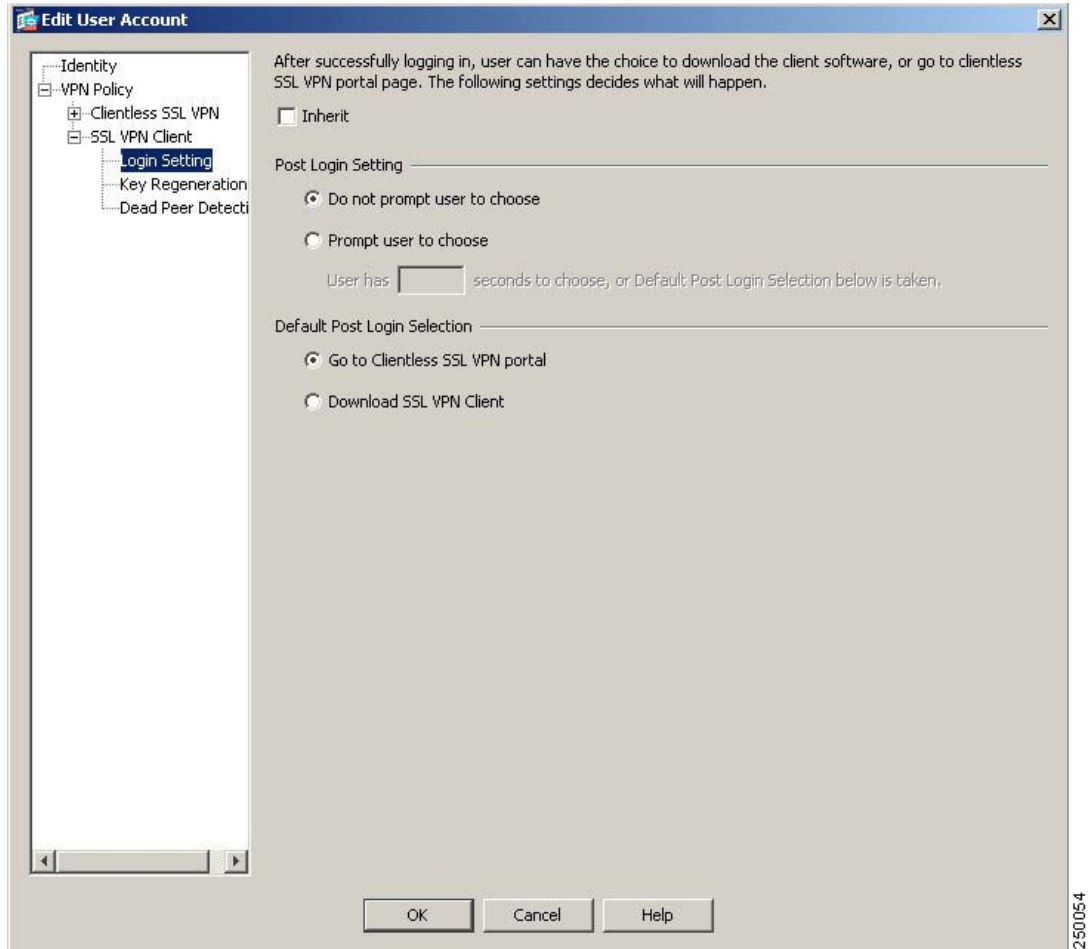 Edit User Account
Identity
VPN Policy
Clientless SSL VPN
SSL VPN Client
Login Setting
Key Regeneration
Dead Peer Detecti
After successfully logging in, user can have the choice to download the client software, or go to clientless
SSL VPN portal page. The following settings decides what will happen.
Inherit
Post Login Setting
Do not prompt user to choose
Prompt user to choose
User has seconds to choose, or Default Post Login Selection below is taken.
Default Post Login Selection
Go to Clientless SSL VPN portal
Download SSL VPN Client
OK Cancel Help
250054